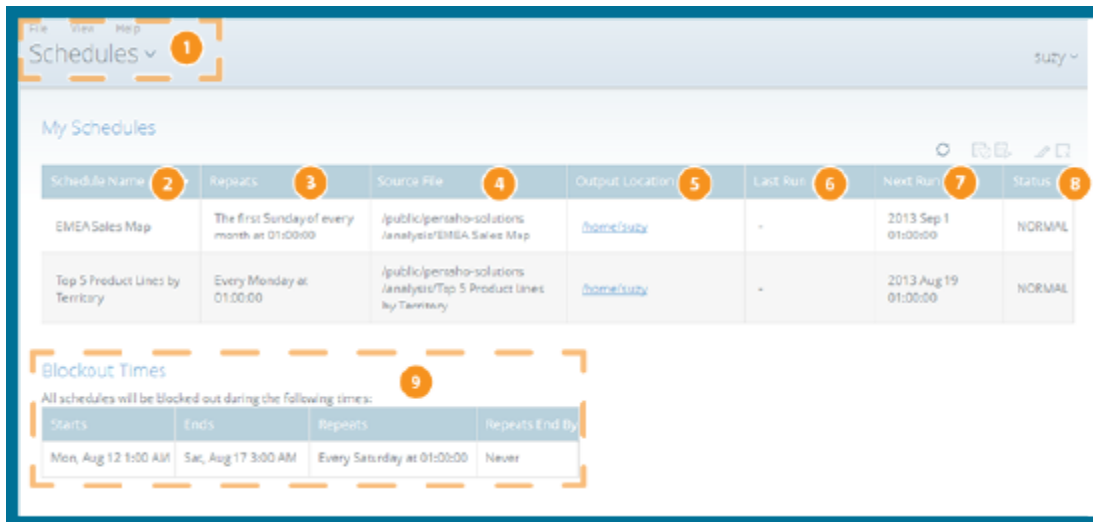 File View Help
Schedules
1
suzy
My Schedules
Schedule Name 2 Repeats 3 Source File 4 Output Location 5 Last Run 6 Next Run 7 Status 8
EMEA Sales Map
The first Sunday of every
month at 01:00:00
/public/pentaho-solutions
/analysis/EMEA Sales Map
/home/suzy
-
2013 Sep 1
01:00:00
NORMAL
Top 5 Product Lines by
Territory
Every Monday at
01:00:00
/public/pentaho-solutions
/analysis/Top 5 Product Lines
by Territory
/home/suzy
-
2013 Aug 19
01:00:00
NORMAL
Blockout Times
9
All schedules will be blocked out during the following times:
Starts Ends Repeats Repeats End By
Mon, Aug 12 1:00 AM Sat, Aug 17 3:00 AM Every Saturday at 01:00:00 Never